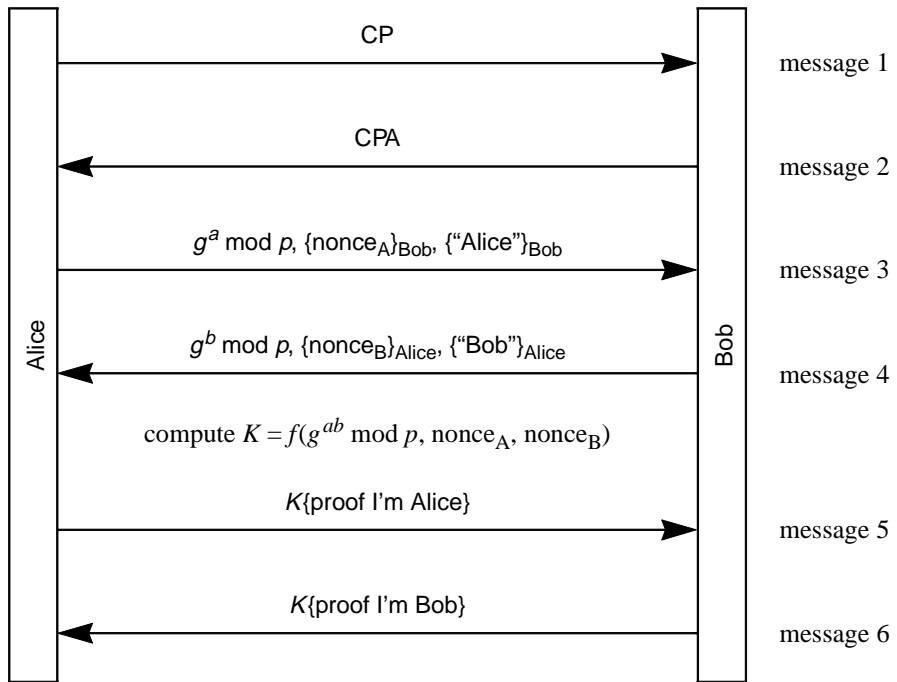 CP
message 1
CPA
message 2
g^a mod p, {nonce_A}_Bob, {“Alice”}_Bob
message 3
Alice
Bob
g^b mod p, {nonce_B}_Alice, {“Bob”}_Alice
message 4
compute K = f(g^ab mod p, nonce_A, nonce_B)
K{proof I’m Alice}
message 5
K{proof I’m Bob}
message 6